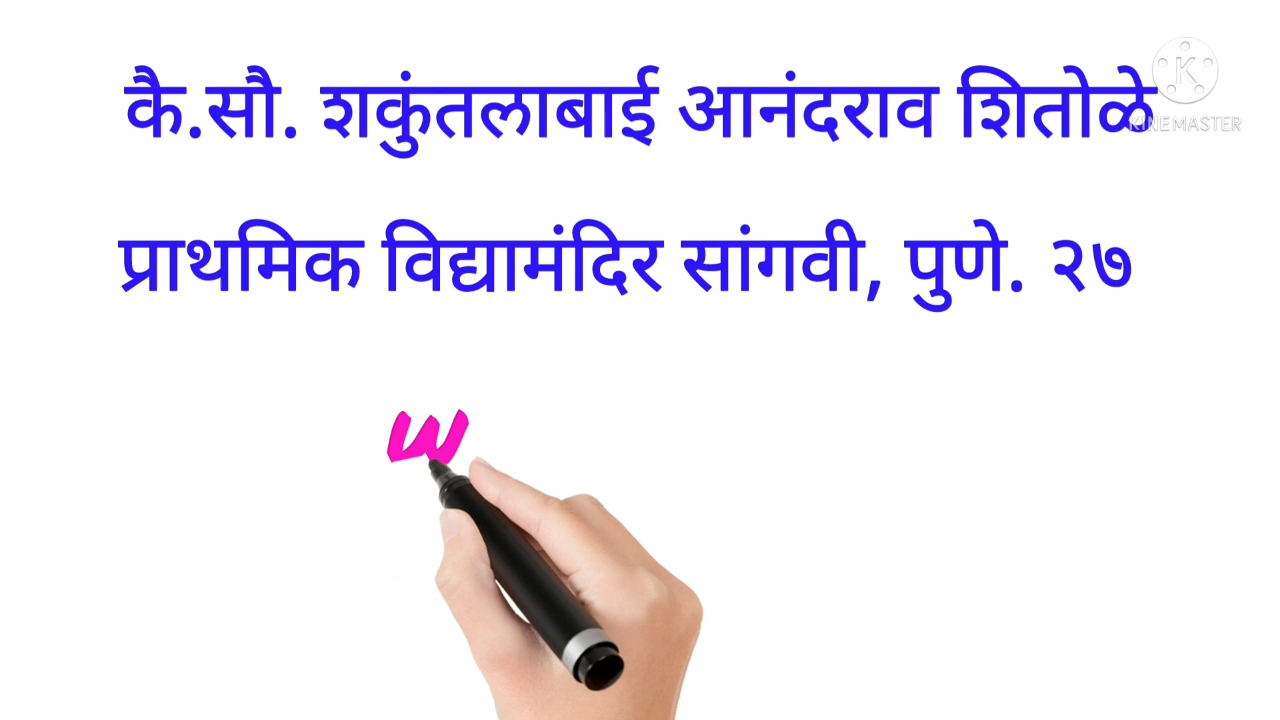 कै.सौ. शकुंतलाबाई आनंदराव शितोळे
KINEMASTER
प्राथमिक विद्यामंदिर सांगवी, पुणे. २७
W